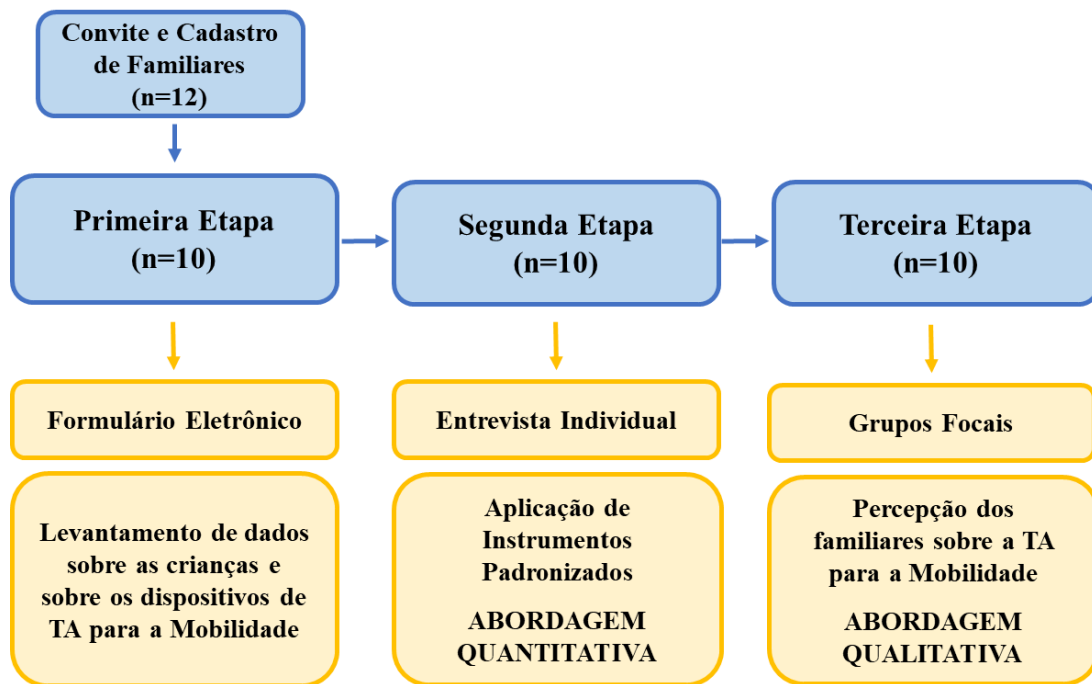 Convite e Cadastro
de Familiares
(n=12)
Primeira Etapa
(n=10)
Segunda Etapa
(n=10)
Terceira Etapa
(n=10)
Formulário Eletrônico
Entrevista Individual
Grupos Focais
Levantamento de dados
sobre as crianças e
sobre os dispositivos de
TA para a Mobilidade
Aplicação de
Instrumentos
Padronizados
ABORDAGEM
QUANTITATIVA
Percepção dos
familiares sobre a TA
para a Mobilidade
ABORDAGEM
QUALITATIVA